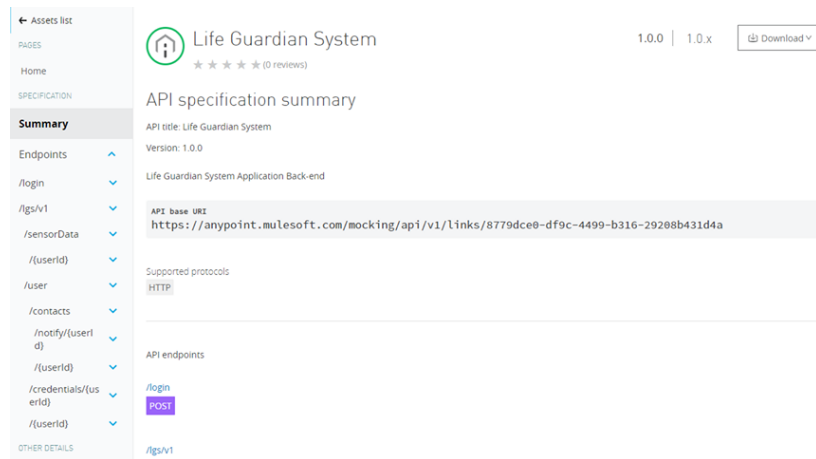 ← Assets list
PAGES
Home
SPECIFICATION
Summary
Endpoints
/login
/lgs/v1
/sensorData
/{userId}
/user
/contacts
/notify/{userI
d}
/{userId}
/credentials/{us
erId}
/{userId}
OTHER DETAILS
Life Guardian System
(0 reviews)
1.0.0 | 1.0.x
Download
API specification summary
API title: Life Guardian System
Version: 1.0.0
Life Guardian System Application Back-end
API base URI
https://anypoint.mulesoft.com/mocking/api/v1/links/8779dce0-df9c-4499-b316-29208b431d4a
Supported protocols
HTTP
API endpoints
/login
POST
/lgs/v1